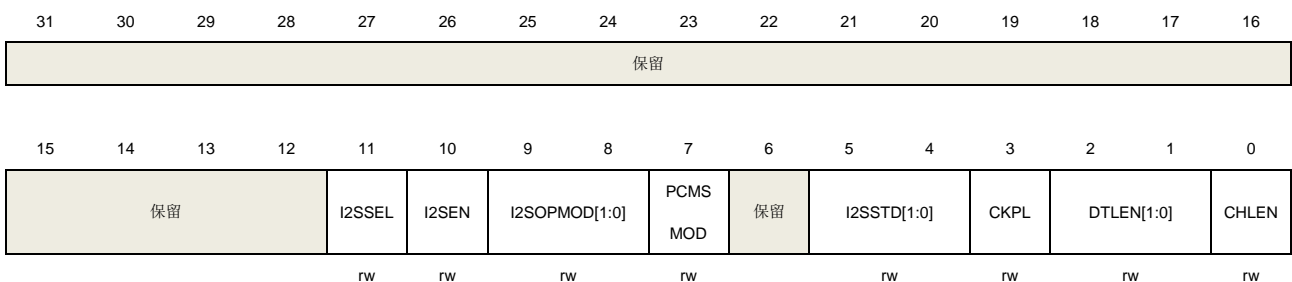 31 30 29 28 27 26 25 24 23 22 21 20 19 18 17 16
保留
15 14 13 12 11 10 9 8 7 6 5 4 3 2 1 0
保留 I2SSEL I2SEN I2SOPMOD[1:0] PCMS MOD 保留 I2SSTD[1:0] CKPL DTLEN[1:0] CHLEN
rw rw rw rw rw rw rw rw